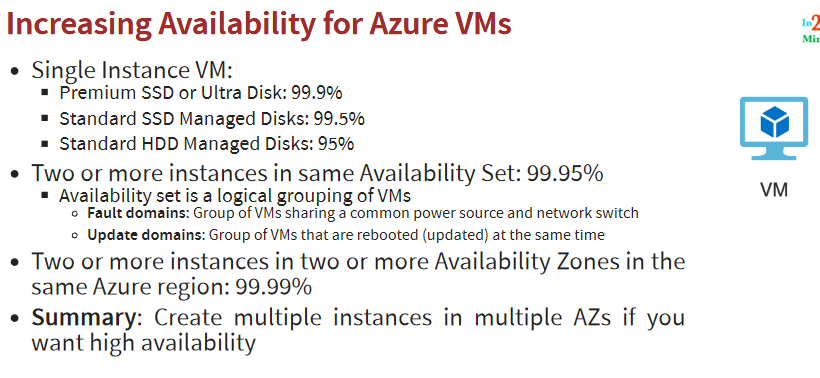 Increasing Availability for Azure VMs
In2
Min
• Single Instance VM:
▪ Premium SSD or Ultra Disk: 99.9%
▪ Standard SSD Managed Disks: 99.5%
▪ Standard HDD Managed Disks: 95%
• Two or more instances in same Availability Set: 99.95%
▪ Availability set is a logical grouping of VMs
○ Fault domains: Group of VMs sharing a common power source and network switch
○ Update domains: Group of VMs that are rebooted (updated) at the same time
• Two or more instances in two or more Availability Zones in the
same Azure region: 99.99%
• Summary: Create multiple instances in multiple AZs if you
want high availability
VM